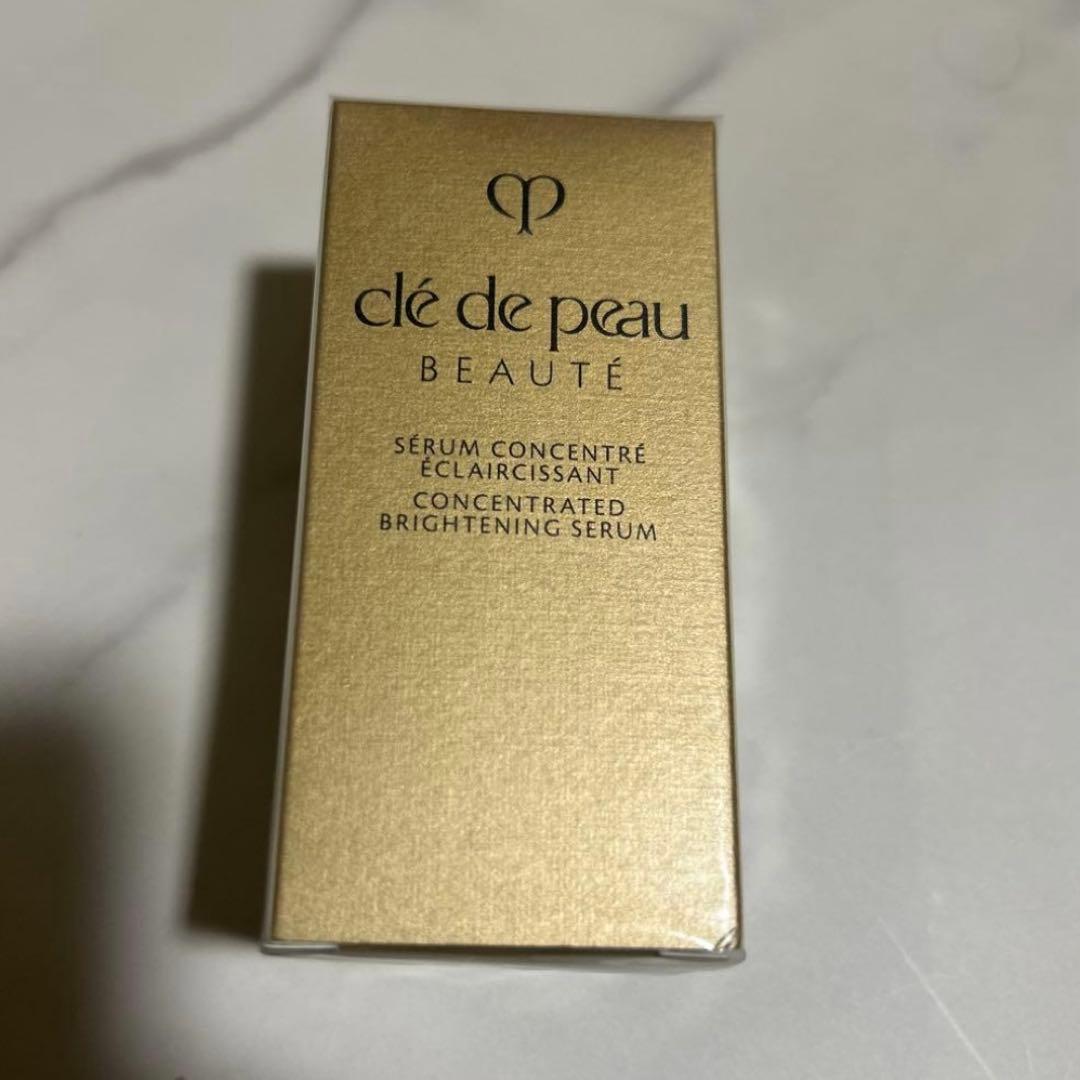 clé de peau
BEAUTÉ
SÉRUM CONCENTRÉ
ÉCLAIRCISSANT
CONCENTRATED
BRIGHTENING SERUM